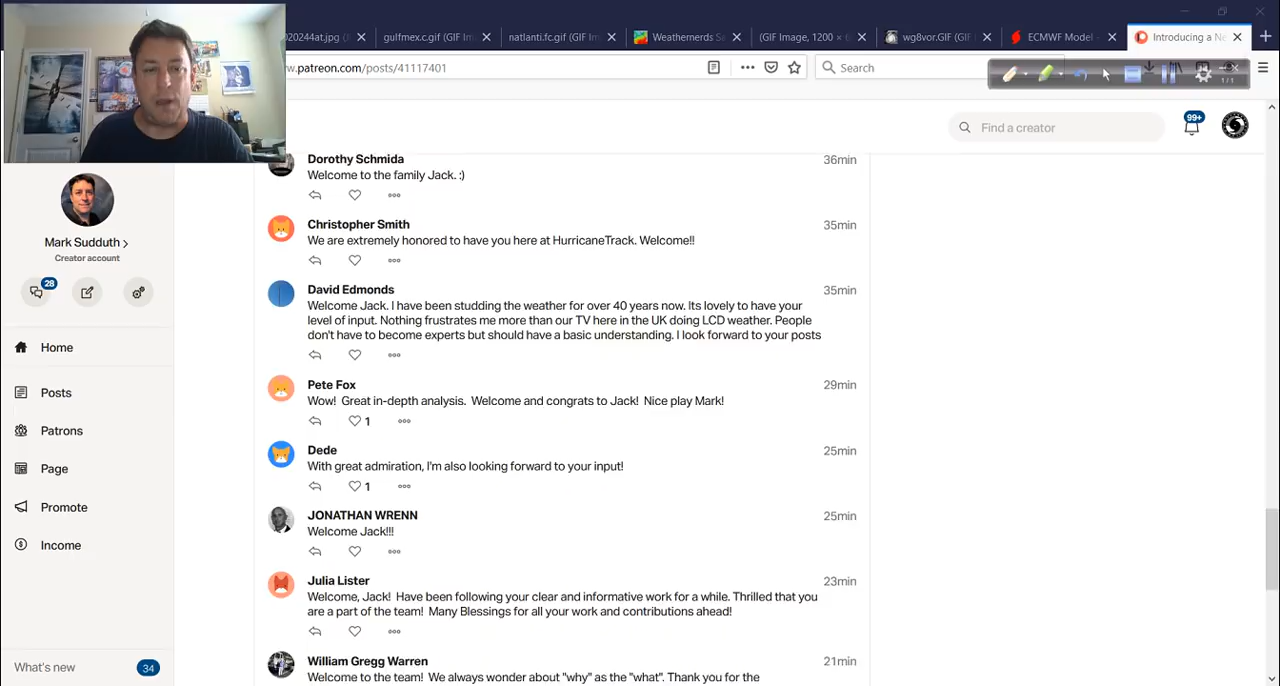 020244at.jpg (
gulfmex.c.gif (GIF Im
natlanti.fc.gif (GIF Im
Weathernerds S
(GIF Image, 1200 ×
wg8vor.GIF (GIF
ECMWF Model -
Introducing a Ne
w.patreon.com/posts/41117401
Search
1/1
Find a creator
99+
Mark Sudduth
Creator account
28
Home
Posts
Patrons
Page
Promote
Income
What's new
34
Dorothy Schmida
36min
Welcome to the family Jack. :)
Christopher Smith
35min
We are extremely honored to have you here at HurricaneTrack. Welcome!!
David Edmonds
35min
Welcome Jack. I have been studding the weather for over 40 years now. Its lovely to have your
level of input. Nothing frustrates me more than our TV here in the UK doing LCD weather. People
don't have to become experts but should have a basic understanding. I look forward to your posts
Pete Fox
29min
Wow! Great in-depth analysis. Welcome and congrats to Jack! Nice play Mark!
1
Dede
25min
With great admiration, I'm also looking forward to your input!
1
JONATHAN WRENN
25min
Welcome Jack!!!
Julia Lister
23min
Welcome, Jack! Have been following your clear and informative work for a while. Thrilled that you
are a part of the team! Many Blessings for all your work and contributions ahead!
William Gregg Warren
21min
Welcome to the team! We always wonder about "why" as the "what". Thank you for the